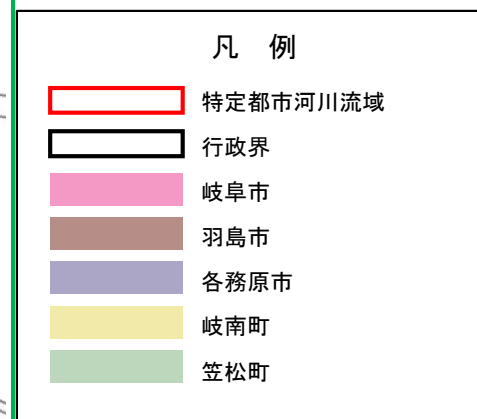 凡 例
特定都市河川流域
行政界
岐阜市
羽島市
各務原市
岐南町
笠松町